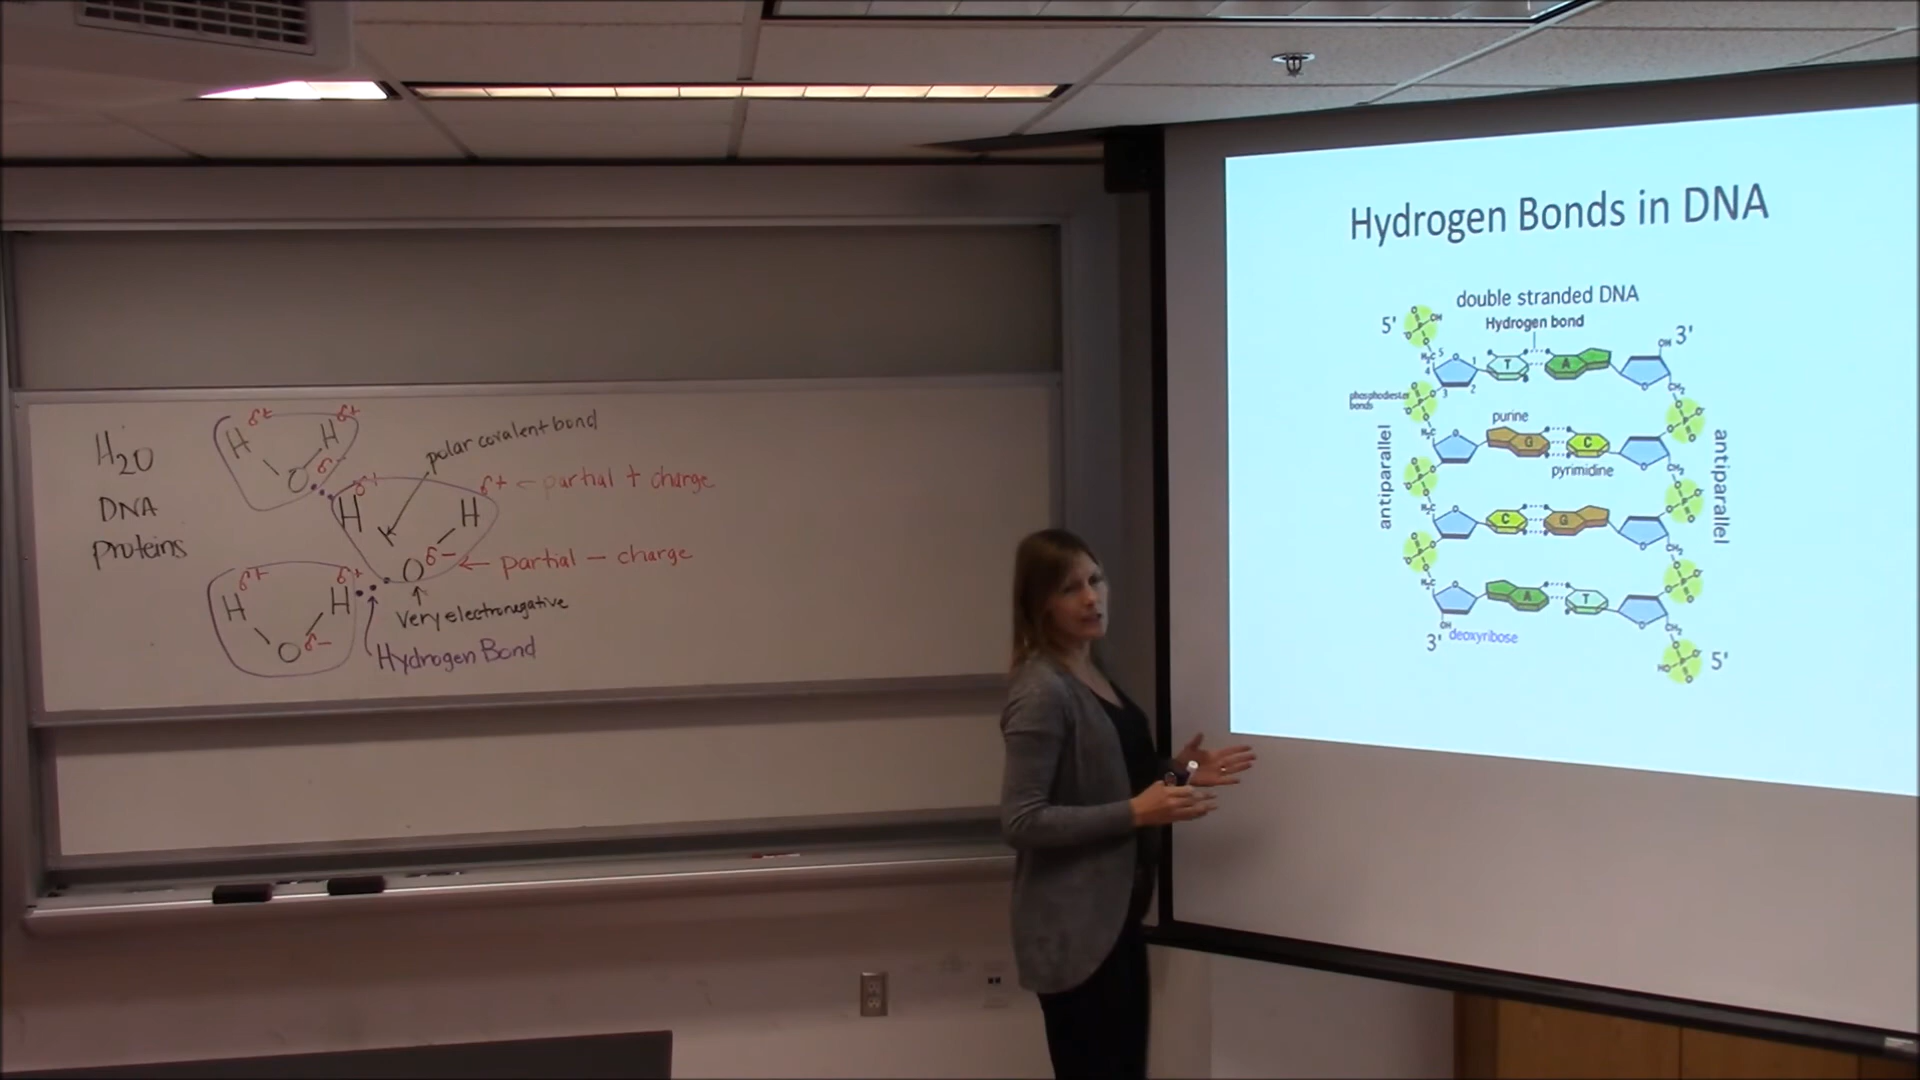 H2O
DNA
proteins
δ+ δ+
H H
O δ-
polar covalent bond
δ+ δ+ ← partial + charge
H H
O δ- ← partial - charge
Very electronegative
Hydrogen Bond
δ+ δ+
H H
O δ-
Hydrogen Bonds in DNA
double stranded DNA
Hydrogen bond
5' 3'
T A
phosphodiester
bonds
purine
G C
pyrimidine
antiparallel
antiparallel
C G
A T
deoxyribose
3' 5'